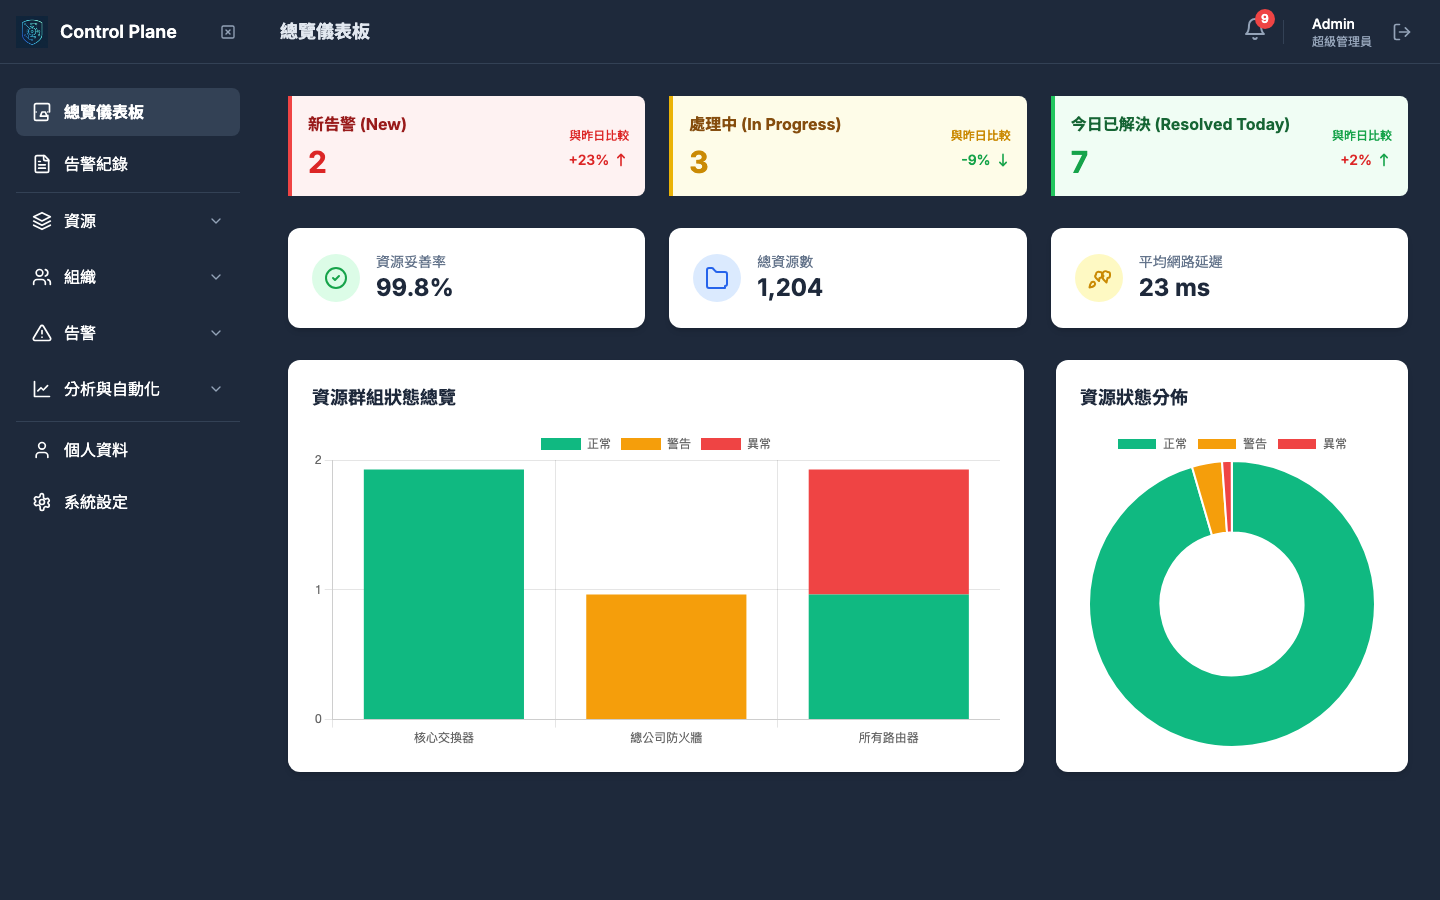 Control Plane
總覽儀表板
9
Admin
超級管理員
總覽儀表板
告警紀錄
資源
組織
告警
分析與自動化
個人資料
系統設定
新告警 (New)
2
與昨日比較
+23% ↑
處理中 (In Progress)
3
與昨日比較
-9% ↓
今日已解決 (Resolved Today)
7
與昨日比較
+2% ↑
資源妥善率
99.8%
總資源數
1,204
平均網路延遲
23 ms
資源群組狀態總覽
正常 警告 異常
2
1
0
核心交換器 總公司防火牆 所有路由器
資源狀態分佈
正常 警告 異常